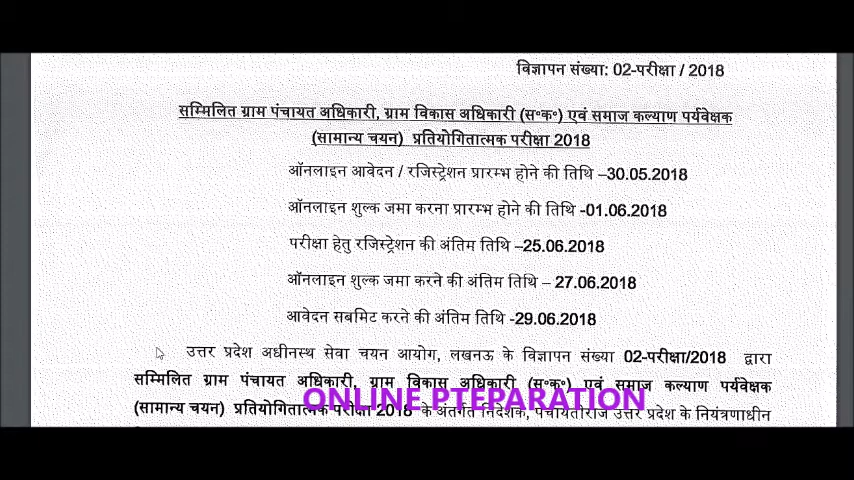 विज्ञापन संख्या: 02-परीक्षा / 2018
सम्मिलित ग्राम पंचायत अधिकारी, ग्राम विकास अधिकारी (स॰क॰) एवं समाज कल्याण पर्यवेक्षक
(सामान्य चयन) प्रतियोगितात्मक परीक्षा 2018
ऑनलाइन आवेदन / रजिस्ट्रेशन प्रारम्भ होने की तिथि –30.05.2018
ऑनलाइन शुल्क जमा करना प्रारम्भ होने की तिथि -01.06.2018
परीक्षा हेतु रजिस्ट्रेशन की अंतिम तिथि –25.06.2018
ऑनलाइन शुल्क जमा करने की अंतिम तिथि – 27.06.2018
आवेदन सबमिट करने की अंतिम तिथि -29.06.2018
उत्तर प्रदेश अधीनस्थ सेवा चयन आयोग, लखनऊ के विज्ञापन संख्या 02-परीक्षा/2018 द्वारा
सम्मिलित ग्राम पंचायत अधिकारी, ग्राम विकास अधिकारी (स॰क॰) एवं समाज कल्याण पर्यवेक्षक
(सामान्य चयन) प्रतियोगितात्मक परीक्षा 2018 के अंतर्गत निदेशक, पंचायतीराज उत्तर प्रदेश के नियंत्रणाधीन
ONLINE PTEPARATION